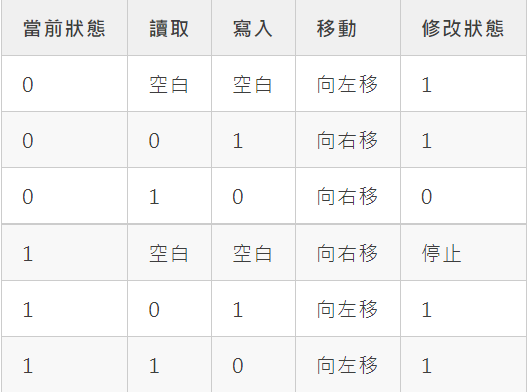 當前狀態 讀取 寫入 移動 修改狀態
0 空白 空白 向左移 1
0 0 1 向右移 1
0 1 0 向右移 0
1 空白 空白 向右移 停止
1 0 1 向左移 1
1 1 0 向左移 1